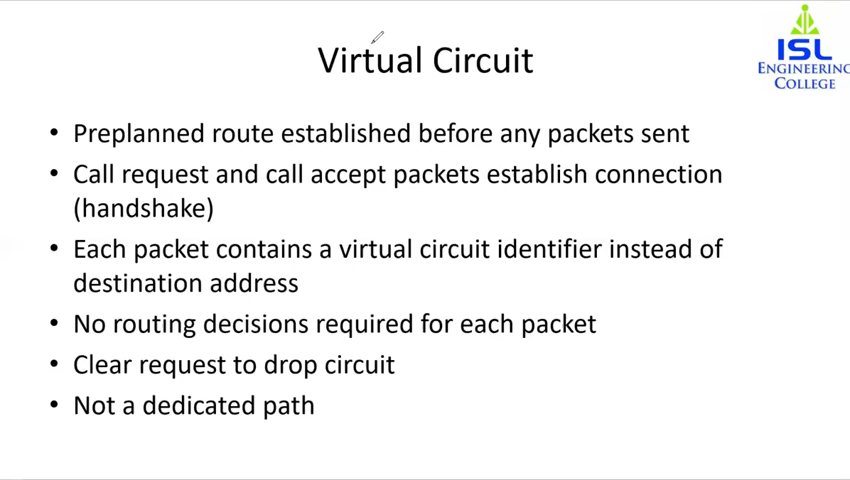 Virtual Circuit
ISL
ENGINEERING
COLLEGE
• Preplanned route established before any packets sent
• Call request and call accept packets establish connection
(handshake)
• Each packet contains a virtual circuit identifier instead of
destination address
• No routing decisions required for each packet
• Clear request to drop circuit
• Not a dedicated path